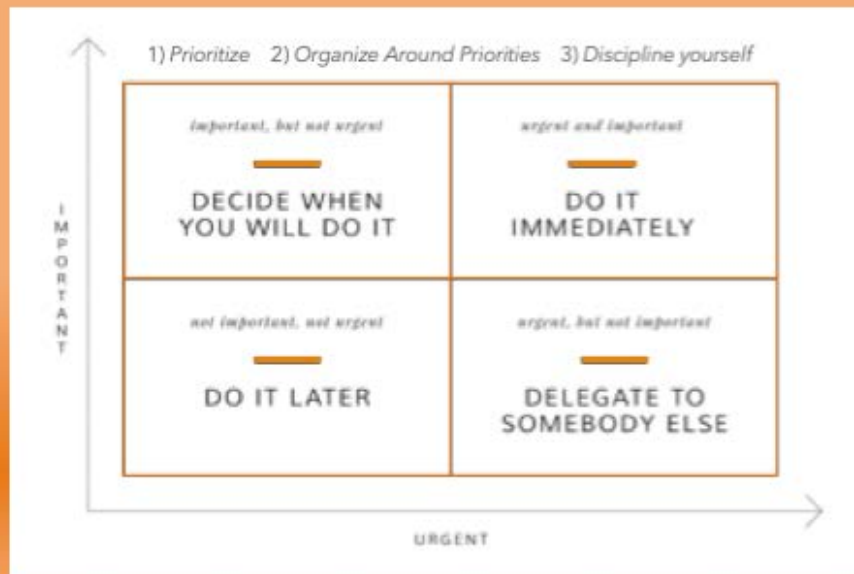 1) Prioritize 2) Organize Around Priorities 3) Discipline yourself
important, but not urgent
DECIDE WHEN
YOU WILL DO IT
urgent and important
DO IT
IMMEDIATELY
IMPORTANT
not important, not urgent
DO IT LATER
urgent, but not important
DELEGATE TO
SOMEBODY ELSE
URGENT